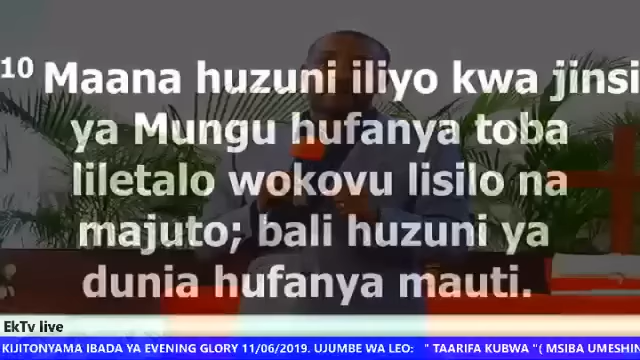 10 Maana huzuni iliyo kwa jinsi
ya Mungu hufanya toba
liletalo wokovu lisilo na
majuto; bali huzuni ya
dunia hufanya mauti.
EkTv live
KIJITONYAMA IBADA YA EVENING GLORY 11/06/2019. UJUMBE WA LEO: " TAARIFA KUBWA "( MSIBA UMESHIN